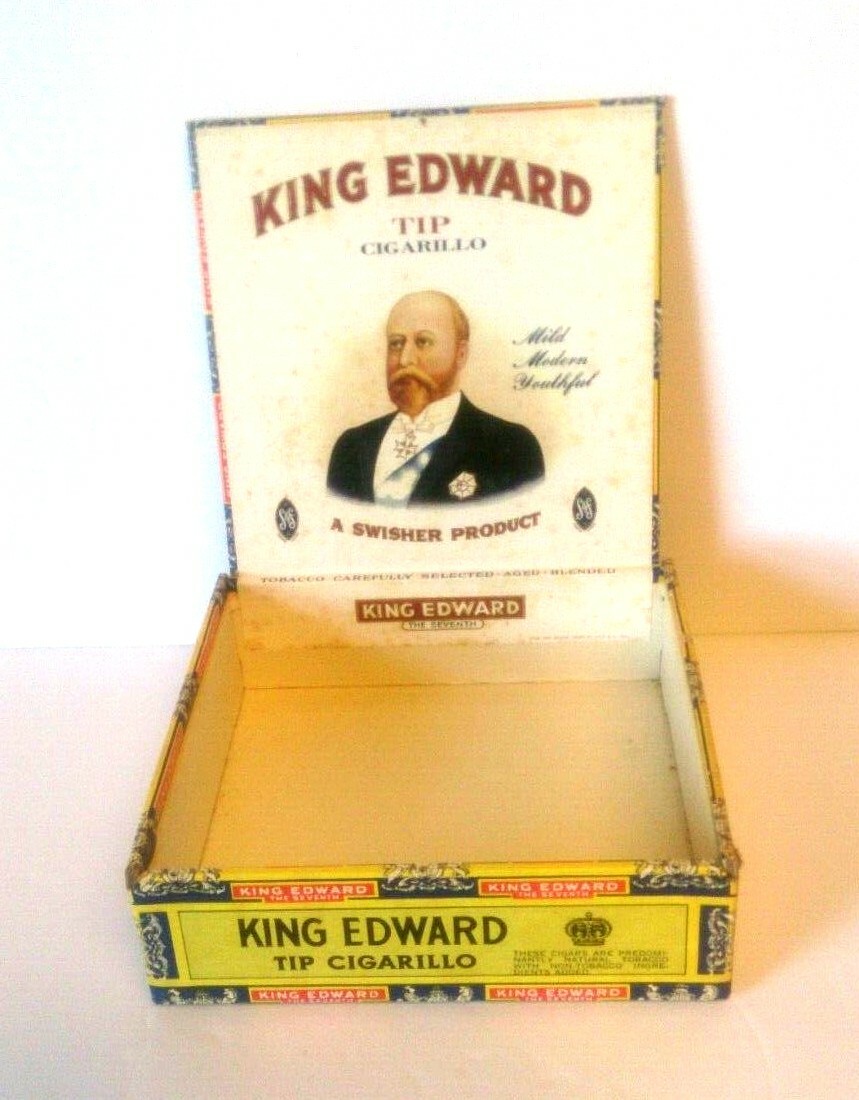 KING EDWARD
TIP
CIGARILLO
Mild
Modern
Youthful
S&S
S&S
A SWISHER PRODUCT
TOBACCO CAREFULLY SELECTED · AGED · BLENDED
KING EDWARD
THE SEVENTH
KING EDWARD
THE SEVENTH
KING EDWARD
THE SEVENTH
KING EDWARD
TIP CIGARILLO
THESE CIGARS ARE PREDOMI-
NANTLY NATURAL TOBACCO
WITH NON-TOBACCO INGRE-
DIENTS ADDED
KING EDWARD
THE SEVENTH
KING EDWARD
THE SEVENTH